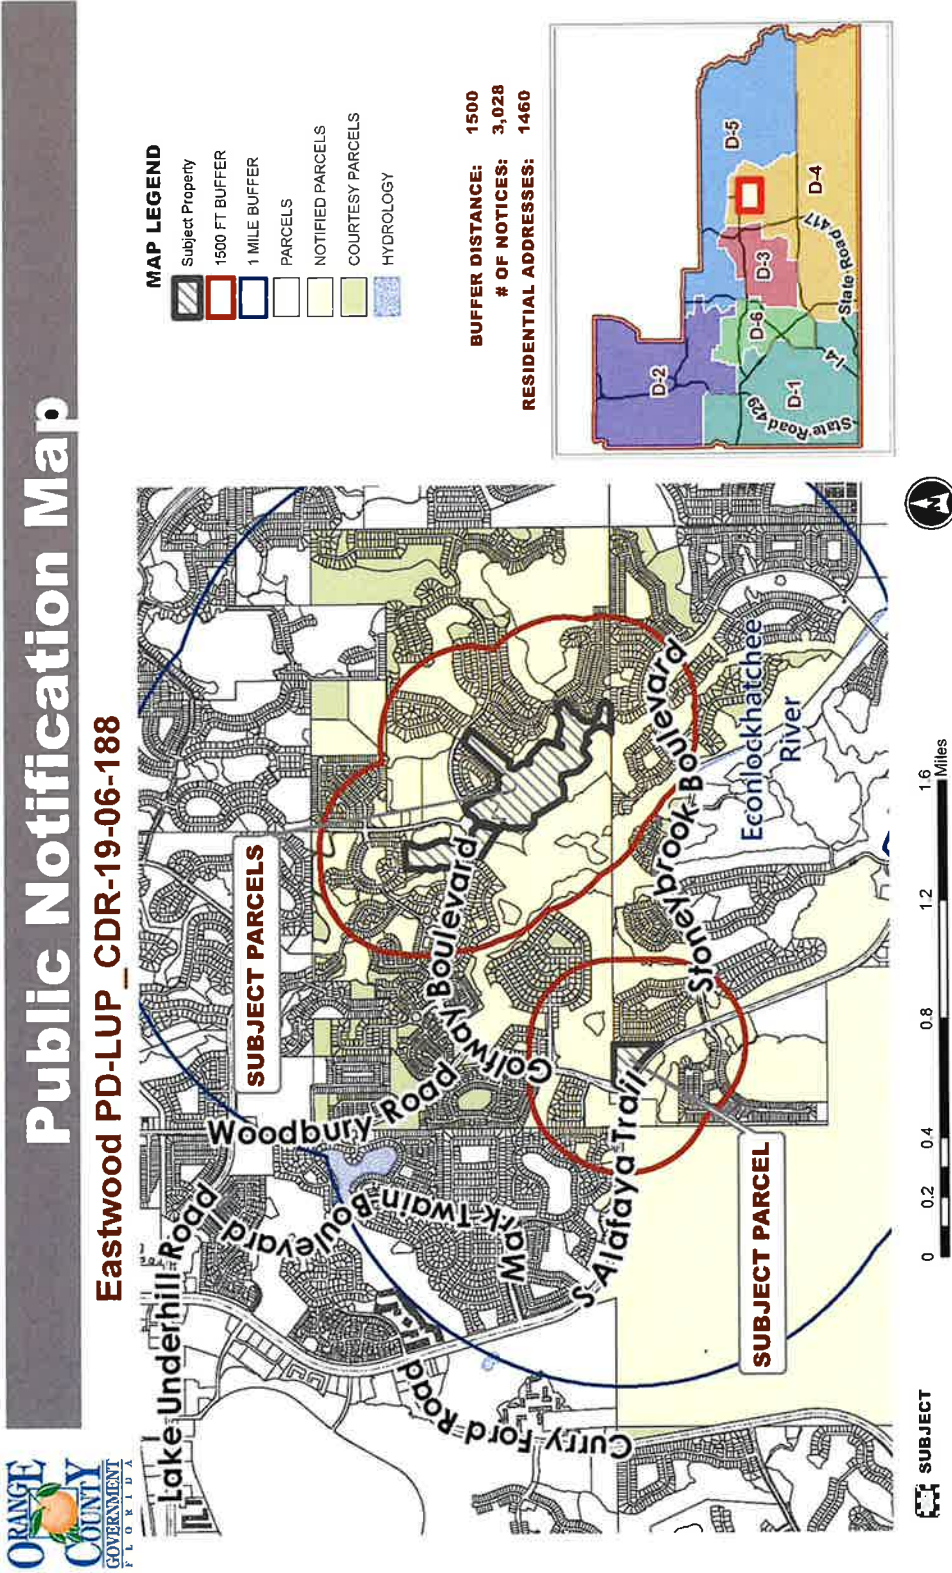 ORANGE
COUNTY
GOVERNMENT
FLORIDA
Public Notification Map
Eastwood PD-LUP_CDR-19-06-188
MAP LEGEND
Subject Property
1500 FT BUFFER
1 MILE BUFFER
PARCELS
NOTIFIED PARCELS
COURTESY PARCELS
HYDROLOGY
BUFFER DISTANCE: 1500
# OF NOTICES: 3,028
RESIDENTIAL ADDRESSES: 1460
D-2
D-5
D-6
D-3
D-1
D-4
State Road 429
I-4
State Road 417
State Road
Lake Underhill Road
Woodbury Road
SUBJECT PARCELS
Mark Twain Boulevard
Golfway Boulevard
Curry Ford Road
S Alafaya Trail
Stoneybrook Boulevard
SUBJECT PARCEL
Econlockhatchee
River
SUBJECT
0 0.2 0.4 0.8 1.2 1.6
Miles